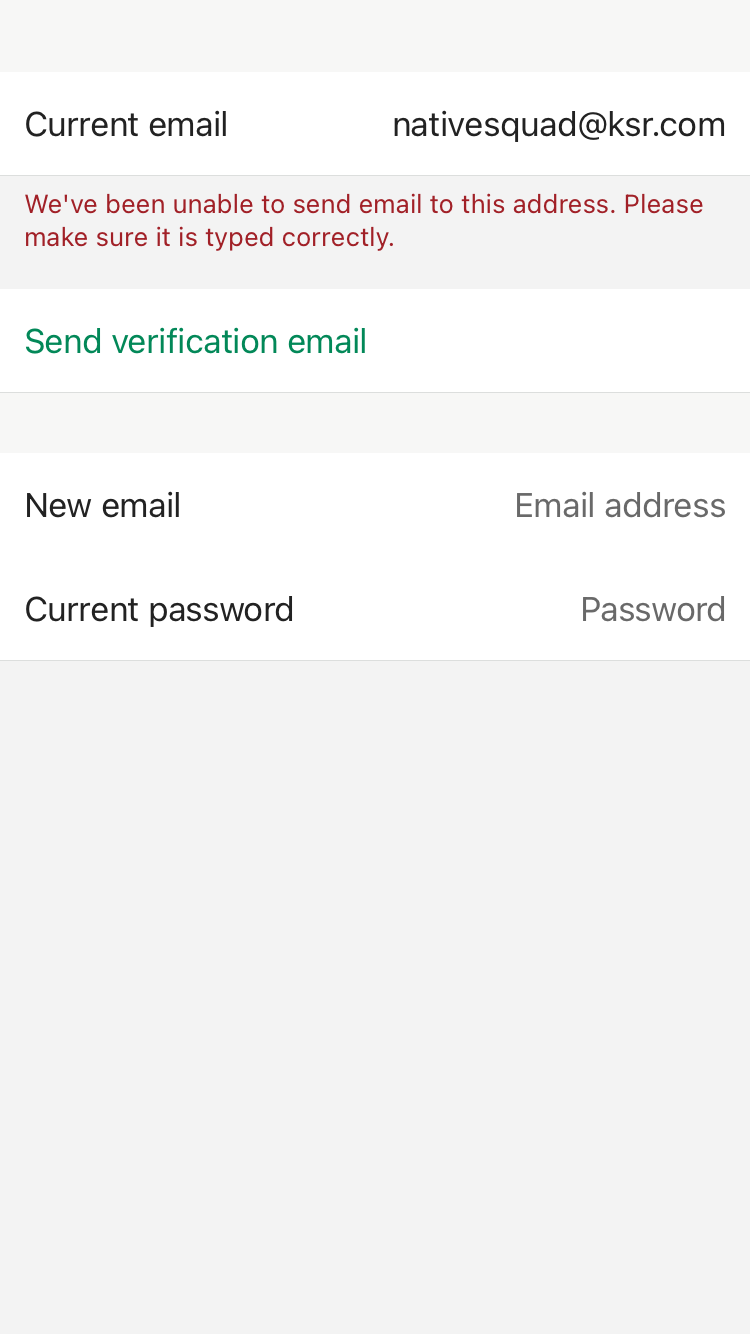 Current email nativesquad@ksr.com
We've been unable to send email to this address. Please
make sure it is typed correctly.
Send verification email
New email Email address
Current password Password